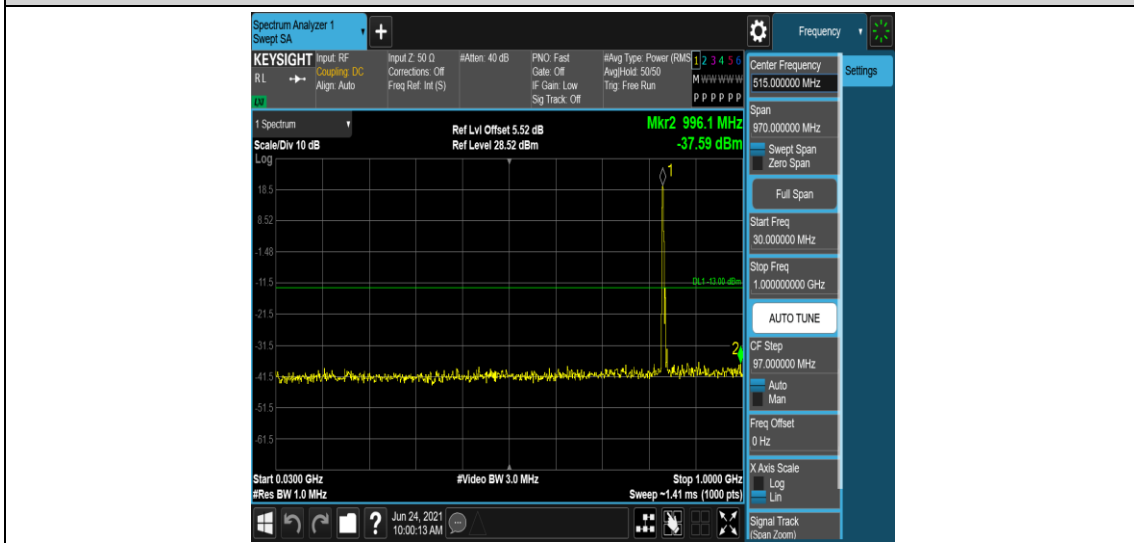 Spectrum Analyzer 1
Swept SA
+
Frequency
KEYSIGHT
RL
Input: RF
Coupling: DC
Align: Auto
Input Z: 50 Ω
Corrections: Off
Freq Ref: Int (S)
#Atten: 40 dB
PNO: Fast
Gate: Off
IF Gain: Low
Sig Track: Off
#Avg Type: Power (RMS
Avg|Hold: 50/50
Trig: Free Run
1 2 3 4 5 6
M W W W W W
P P P P P P
Center Frequency
515.000000 MHz
Settings
1 Spectrum
Scale/Div 10 dB
Ref Lvl Offset 5.52 dB
Ref Level 28.52 dBm
Mkr2 996.1 MHz
-37.59 dBm
Span
970.000000 MHz
Swept Span
Zero Span
Full Span
Start Freq
30.000000 MHz
Stop Freq
1.000000000 GHz
AUTO TUNE
CF Step
97.000000 MHz
Auto
Man
Freq Offset
0 Hz
X Axis Scale
Log
Lin
Signal Track
(Span Zoom)
Log
1
18.5
8.52
-1.48
-11.5
DL1 -13.00 dBm
-21.5
-31.5
2
-41.5
-51.5
-61.5
Start 0.0300 GHz
#Res BW 1.0 MHz
#Video BW 3.0 MHz
Stop 1.0000 GHz
Sweep ~1.41 ms (1000 pts)
?
Jun 24, 2021
10:00:13 AM